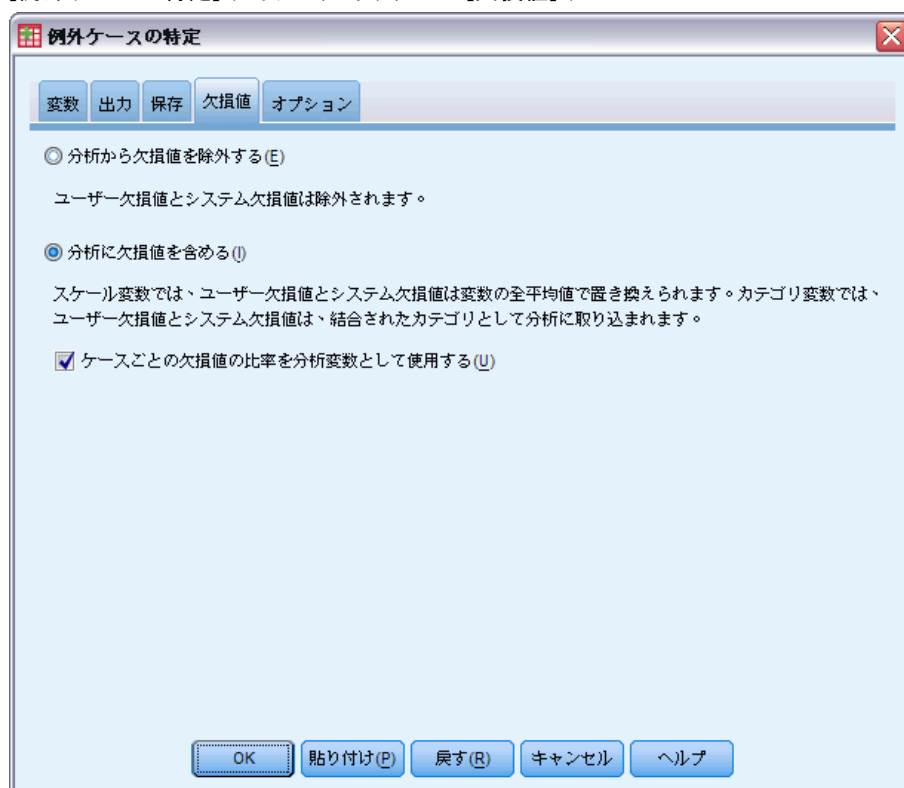 例外ケースの特定
変数 出力 保存 欠損値 オプション
分析から欠損値を除外する(E)
ユーザー欠損値とシステム欠損値は除外されます。
分析に欠損値を含める(I)
スケール変数では、ユーザー欠損値とシステム欠損値は変数の全平均値で置き換えられます。カテゴリ変数では、
ユーザー欠損値とシステム欠損値は、結合されたカテゴリとして分析に取り込まれます。
ケースごとの欠損値の比率を分析変数として使用する(U)
OK 貼り付け(P) 戻す(R) キャンセル ヘルプ